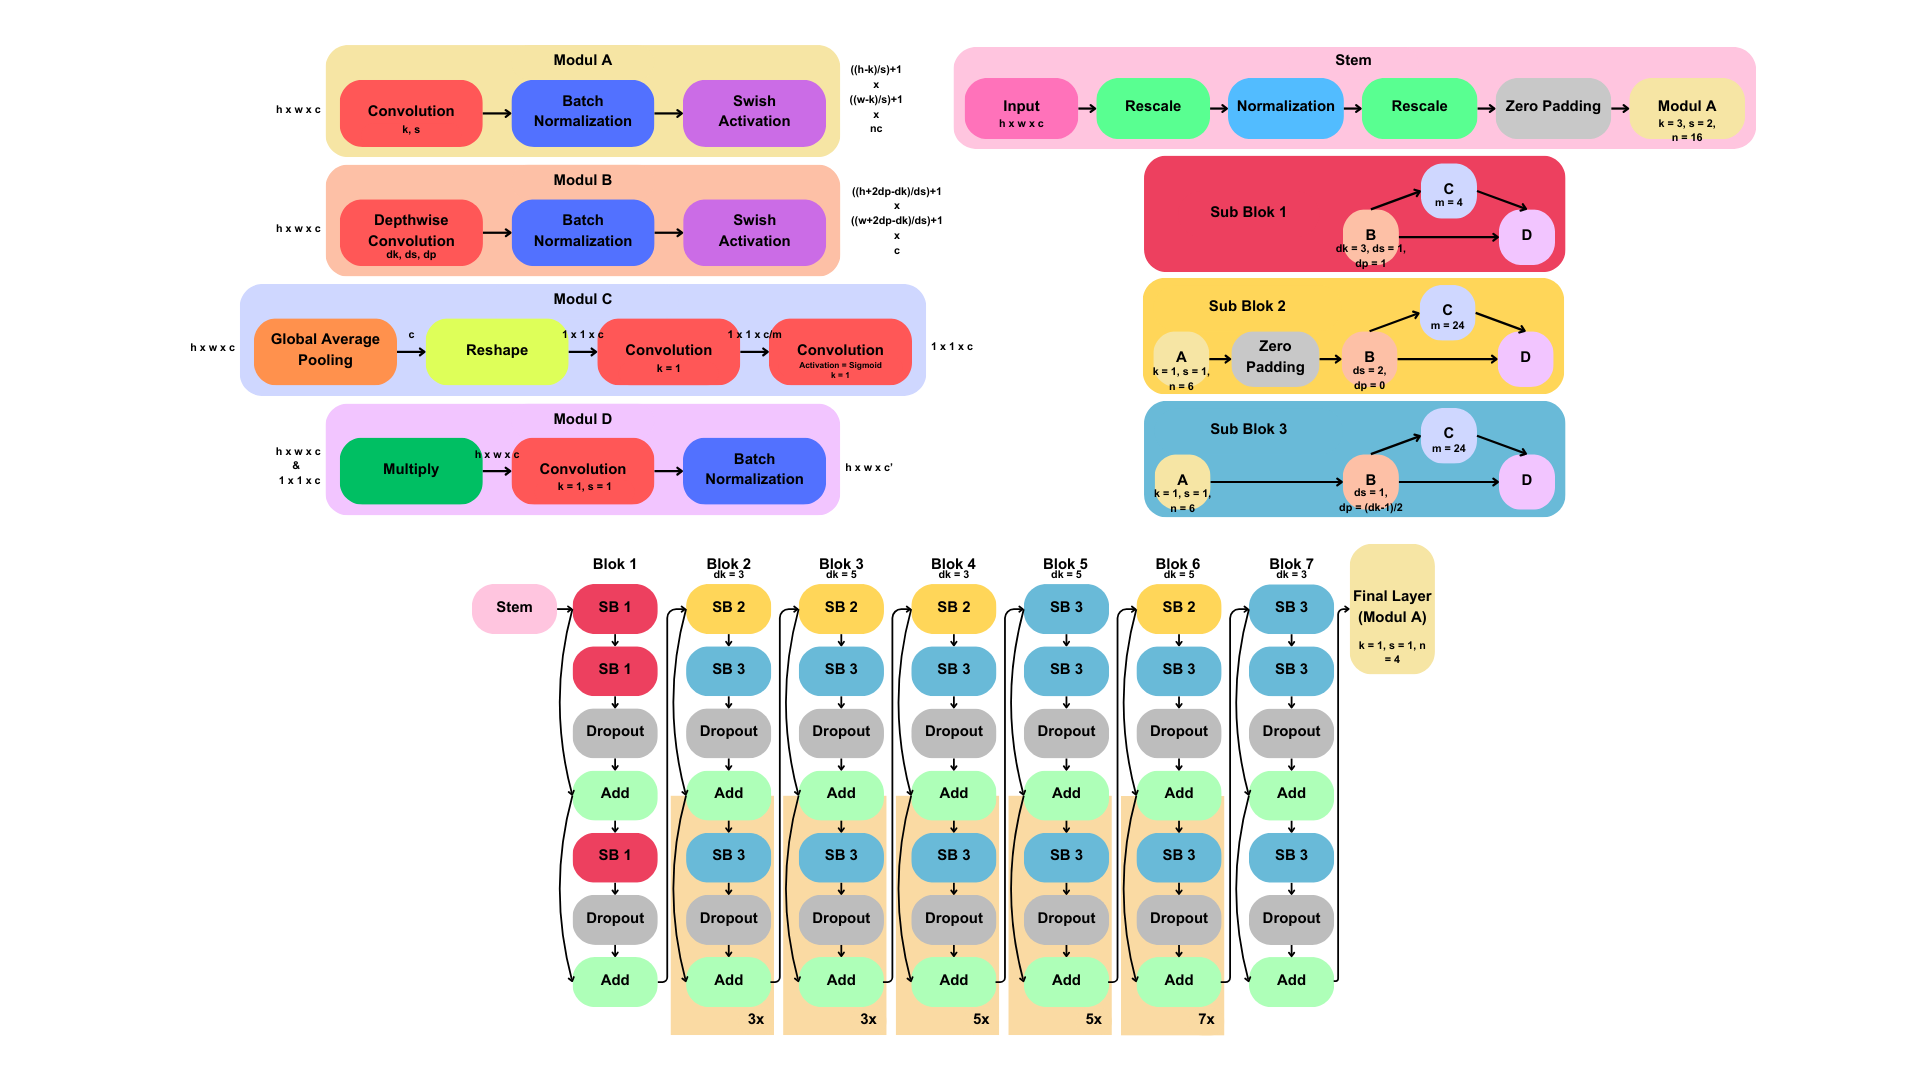 Modul A
h x w x c
Convolution
k, s
Batch
Normalization
Swish
Activation
((h-k)/s)+1
x
((w-k)/s)+1
x
nc
Modul B
h x w x c
Depthwise
Convolution
dk, ds, dp
Batch
Normalization
Swish
Activation
((h+2dp-dk)/ds)+1
x
((w+2dp-dk)/ds)+1
x
c
Modul C
h x w x c
Global Average
Pooling
c
Reshape
1 x 1 x c
Convolution
k = 1
1 x 1 x c/m
Convolution
Activation = Sigmoid
k = 1
1 x 1 x c
Modul D
h x w x c
&
1 x 1 x c
Multiply
h x w x c
Convolution
k = 1, s = 1
Batch
Normalization
h x w x c'
Stem
Input
h x w x c
Rescale
Normalization
Rescale
Zero Padding
Modul A
k = 3, s = 2,
n = 16
Sub Blok 1
B
dk = 3, ds = 1,
dp = 1
C
m = 4
D
Sub Blok 2
A
k = 1, s = 1,
n = 6
Zero
Padding
B
ds = 2,
dp = 0
C
m = 24
D
Sub Blok 3
A
k = 1, s = 1,
n = 6
B
ds = 1,
dp = (dk-1)/2
C
m = 24
D
Stem
Blok 1
SB 1
SB 1
Dropout
Add
SB 1
Dropout
Add
Blok 2
dk = 3
SB 2
SB 3
Dropout
Add
SB 3
Dropout
Add
3x
Blok 3
dk = 5
SB 2
SB 3
Dropout
Add
SB 3
Dropout
Add
3x
Blok 4
dk = 3
SB 2
SB 3
Dropout
Add
SB 3
Dropout
Add
5x
Blok 5
dk = 5
SB 3
SB 3
Dropout
Add
SB 3
Dropout
Add
5x
Blok 6
dk = 5
SB 2
SB 3
Dropout
Add
SB 3
Dropout
Add
7x
Blok 7
dk = 3
SB 3
SB 3
Dropout
Add
SB 3
Dropout
Add
Final Layer
(Modul A)
k = 1, s = 1, n
= 4